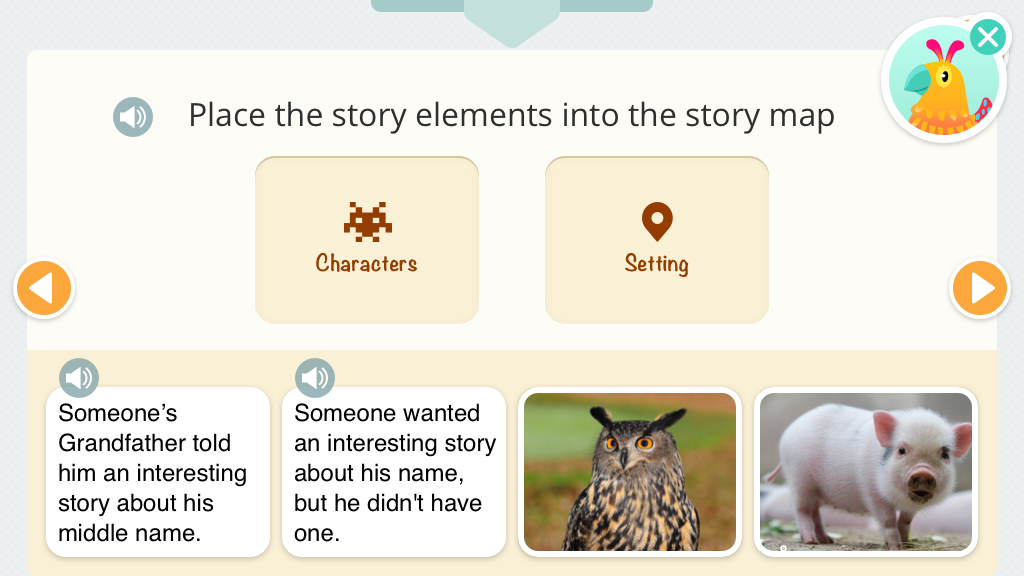 Place the story elements into the story map
Characters
Setting
Someone’s
Grandfather told
him an interesting
story about his
middle name.
Someone wanted
an interesting story
about his name,
but he didn't have
one.